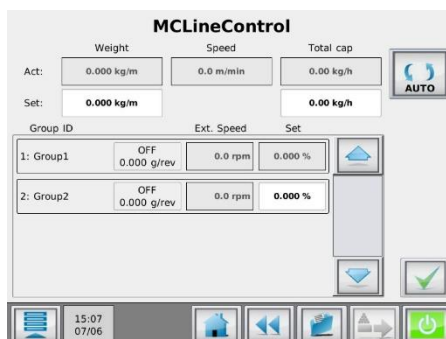 MCLineControl
Weight Speed Total cap
Act: 0.000 kg/m 0.0 m/min 0.00 kg/h
AUTO
Set: 0.000 kg/m 0.00 kg/h
Group ID Ext. Speed Set
1: Group1 OFF 0.000 g/rev 0.0 rpm 0.000 %
2: Group2 OFF 0.000 g/rev 0.0 rpm 0.000 %
15:07
07/06